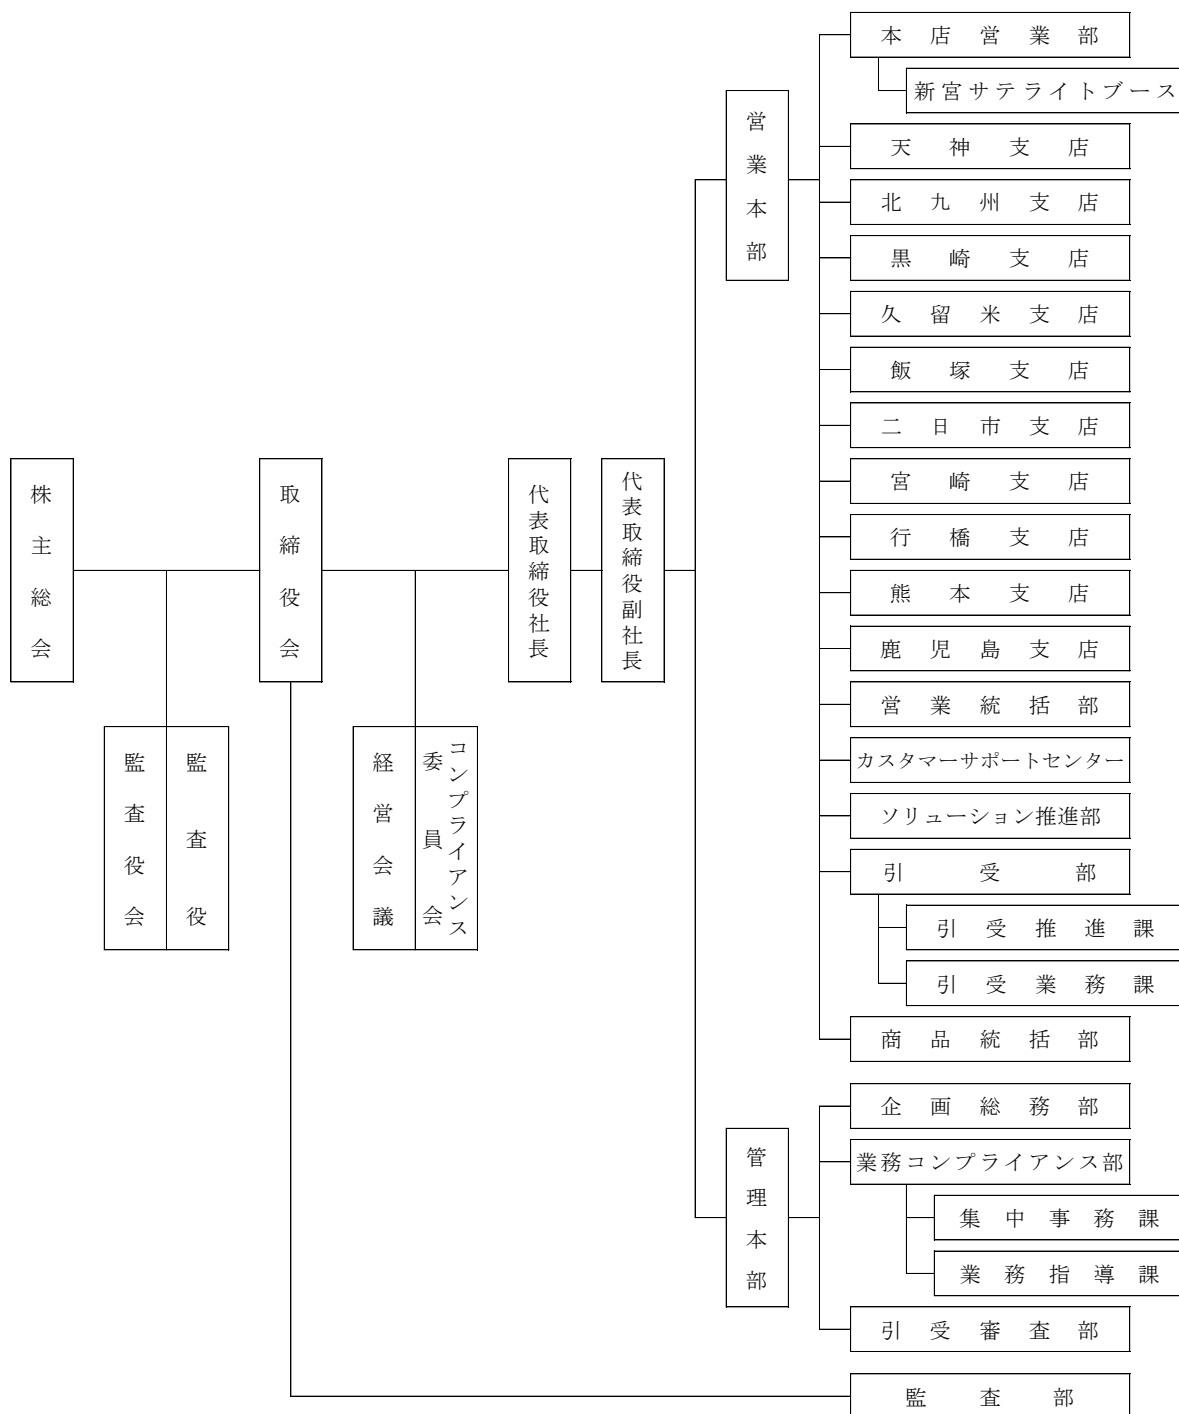 株主総会
監査役会
監査役
取締役会
経営会議
コンプライアンス
委員会
代表取締役社長
代表取締役副社長
営業本部
本店営業部
新宮サテライトブース
天神支店
北九州支店
黒崎支店
久留米支店
飯塚支店
二日市支店
宮崎支店
行橋支店
熊本支店
鹿児島支店
営業統括部
カスタマーサポートセンター
ソリューション推進部
引受部
引受推進課
引受業務課
商品統括部
管理本部
企画総務部
業務コンプライアンス部
集中事務課
業務指導課
引受審査部
監査部